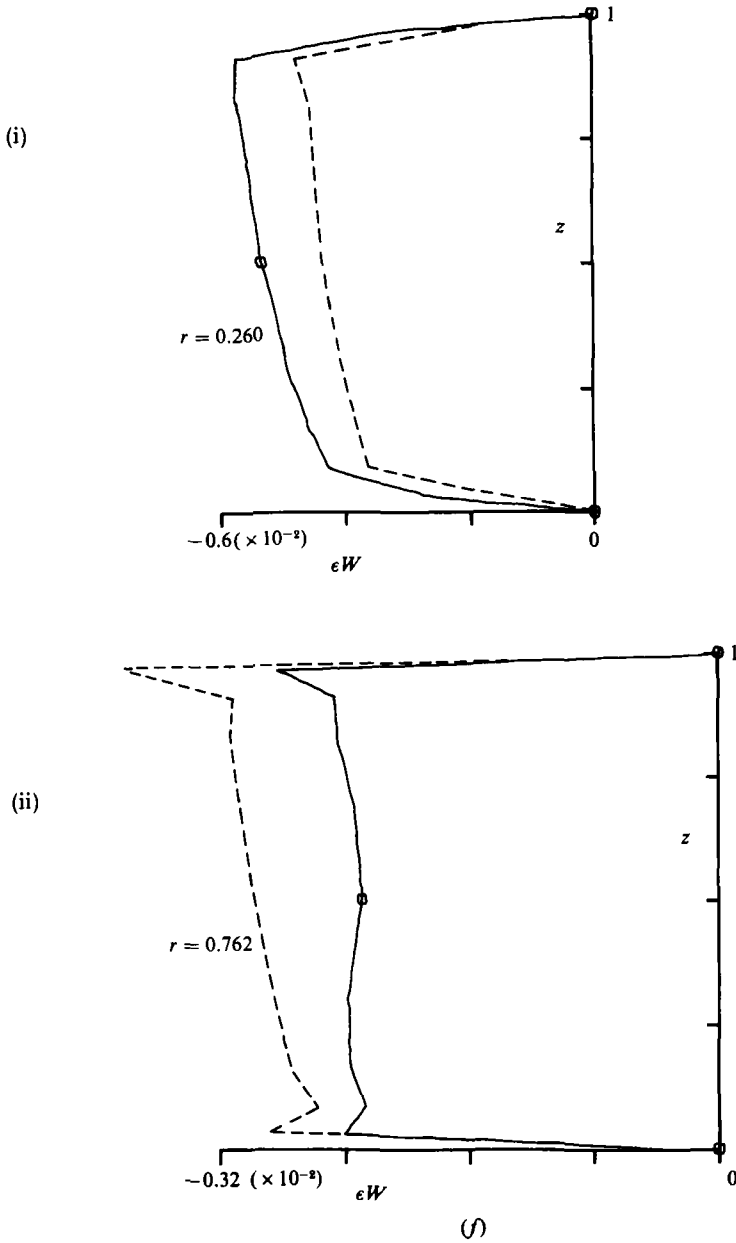 1
(i)
z
r = 0.260
−0.6(× 10⁻²)
0
ϵW
1
(ii)
z
r = 0.762
−0.32 (× 10⁻²)
0
ϵW
(f)